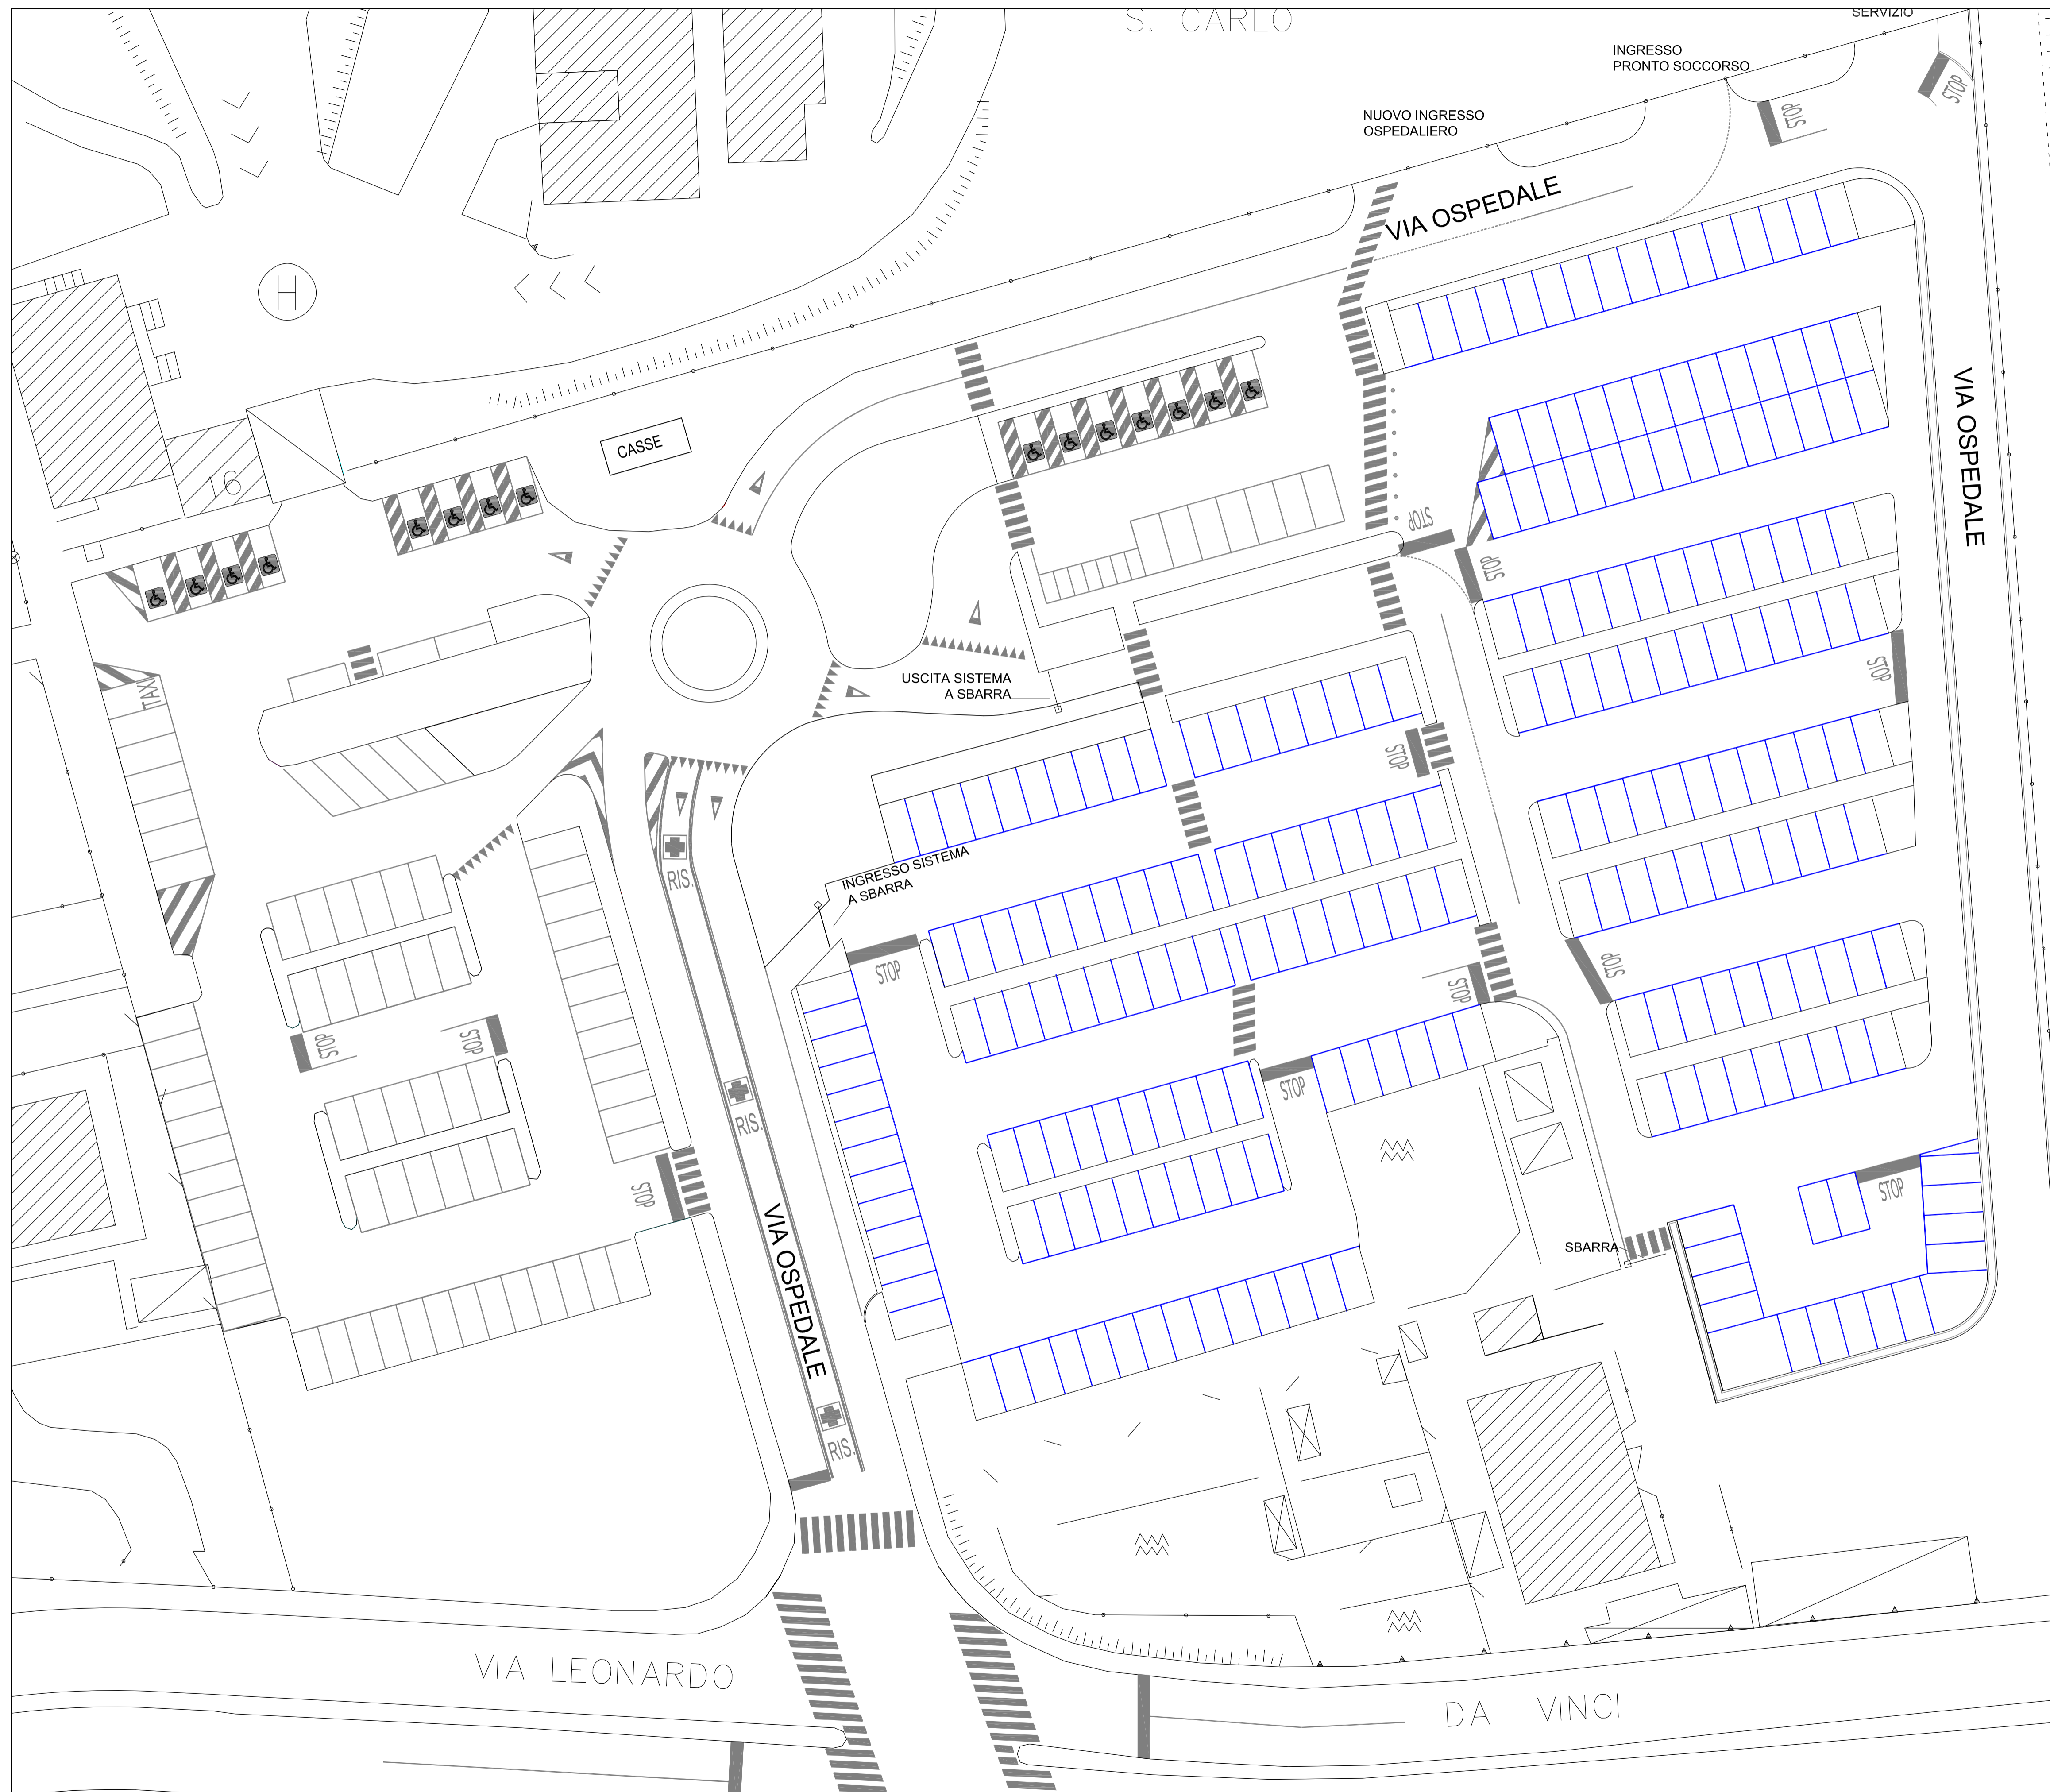 S. CARLO
SERVIZIO
INGRESSO
PRONTO SOCCORSO
STOP
STOP
NUOVO INGRESSO
OSPEDALIERO
VIA OSPEDALE
H
VIA OSPEDALE
CASSE
16
STOP
STOP
TAXI
USCITA SISTEMA
A SBARRA
STOP
STOP
RIS.
INGRESSO SISTEMA
A SBARRA
STOP
STOP
STOP
STOP
STOP
STOP
RIS.
STOP
STOP
STOP
VIA OSPEDALE
SBARRA
RIS.
VIA LEONARDO
DA VINCI